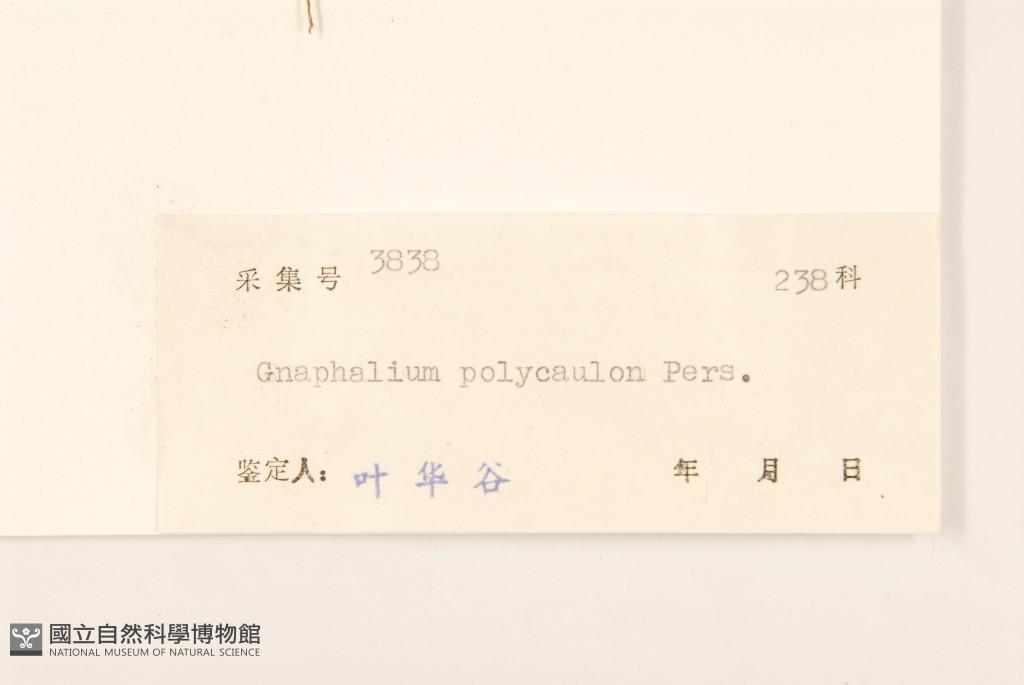 采集号 3838 238科
Gnaphalium polycaulon Pers.
鉴定人: 叶华谷 年 月 日
國立自然科學博物館
NATIONAL MUSEUM OF NATURAL SCIENCE